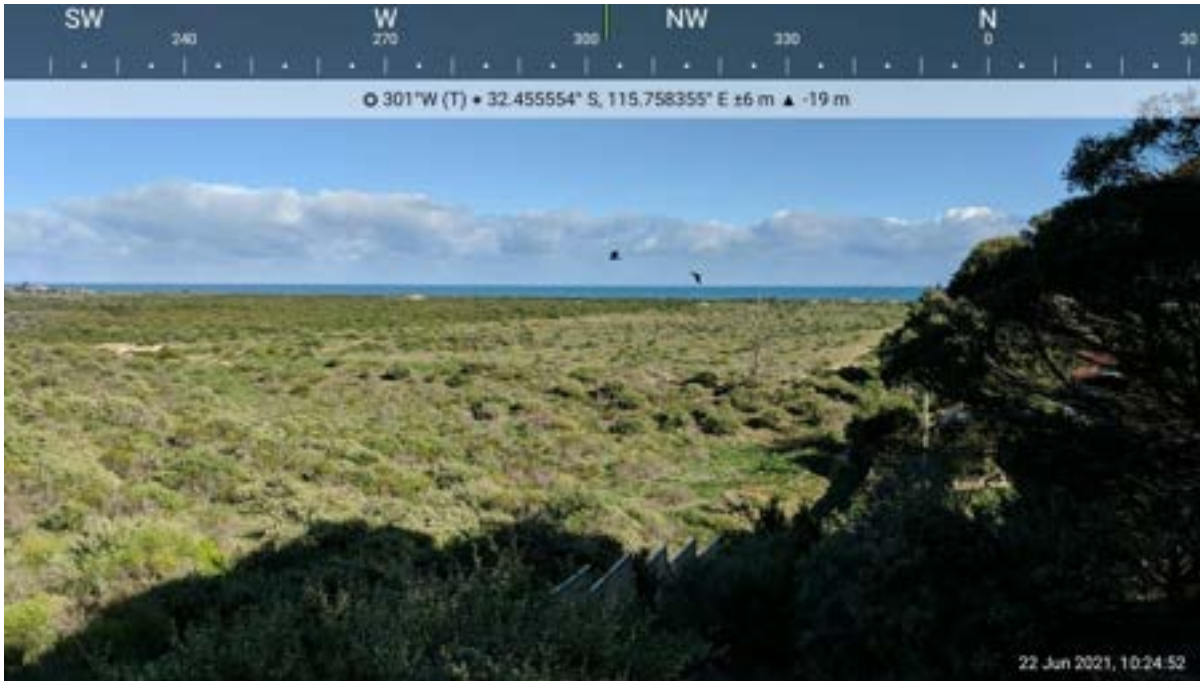 SW W NW N
240 270 300 330 0 30
301°W (T) ● 32.455554° S, 115.758355° E ±6 m ▲ -19 m
22 Jun 2021, 10:24:52